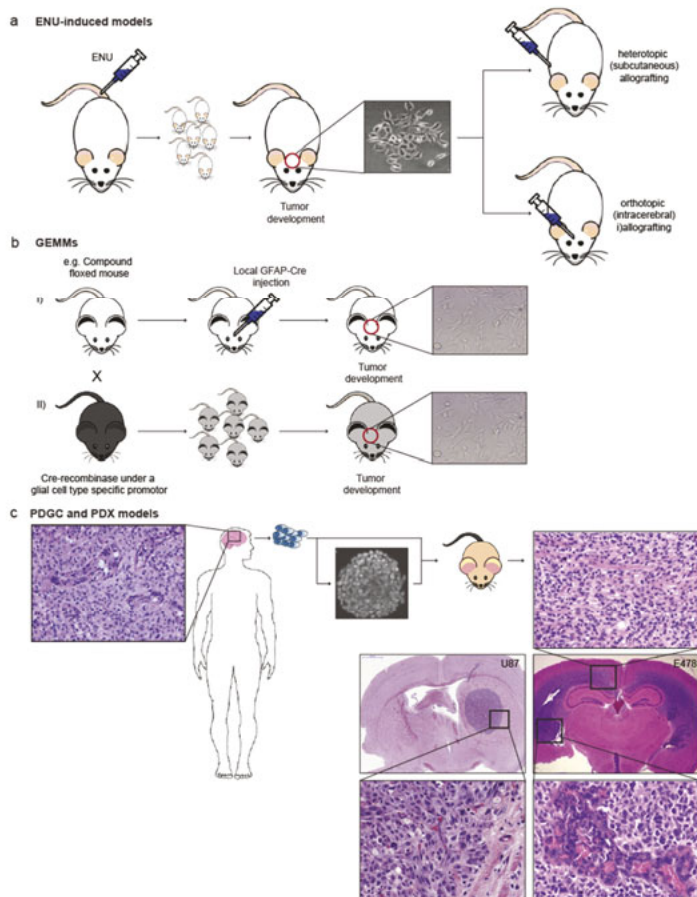 a ENU-induced models
ENU
Tumor
development
heterotopic
(subcutaneous)
allografting
orthotopic
(intracerebral)
i)allografting
b GEMMs
e.g. Compound
floxed mouse
Local GFAP-Cre
injection
Tumor
development
X
II)
Cre-recombinase under a
glial cell type specific promotor
Tumor
development
c PDGC and PDX models
U87
E478